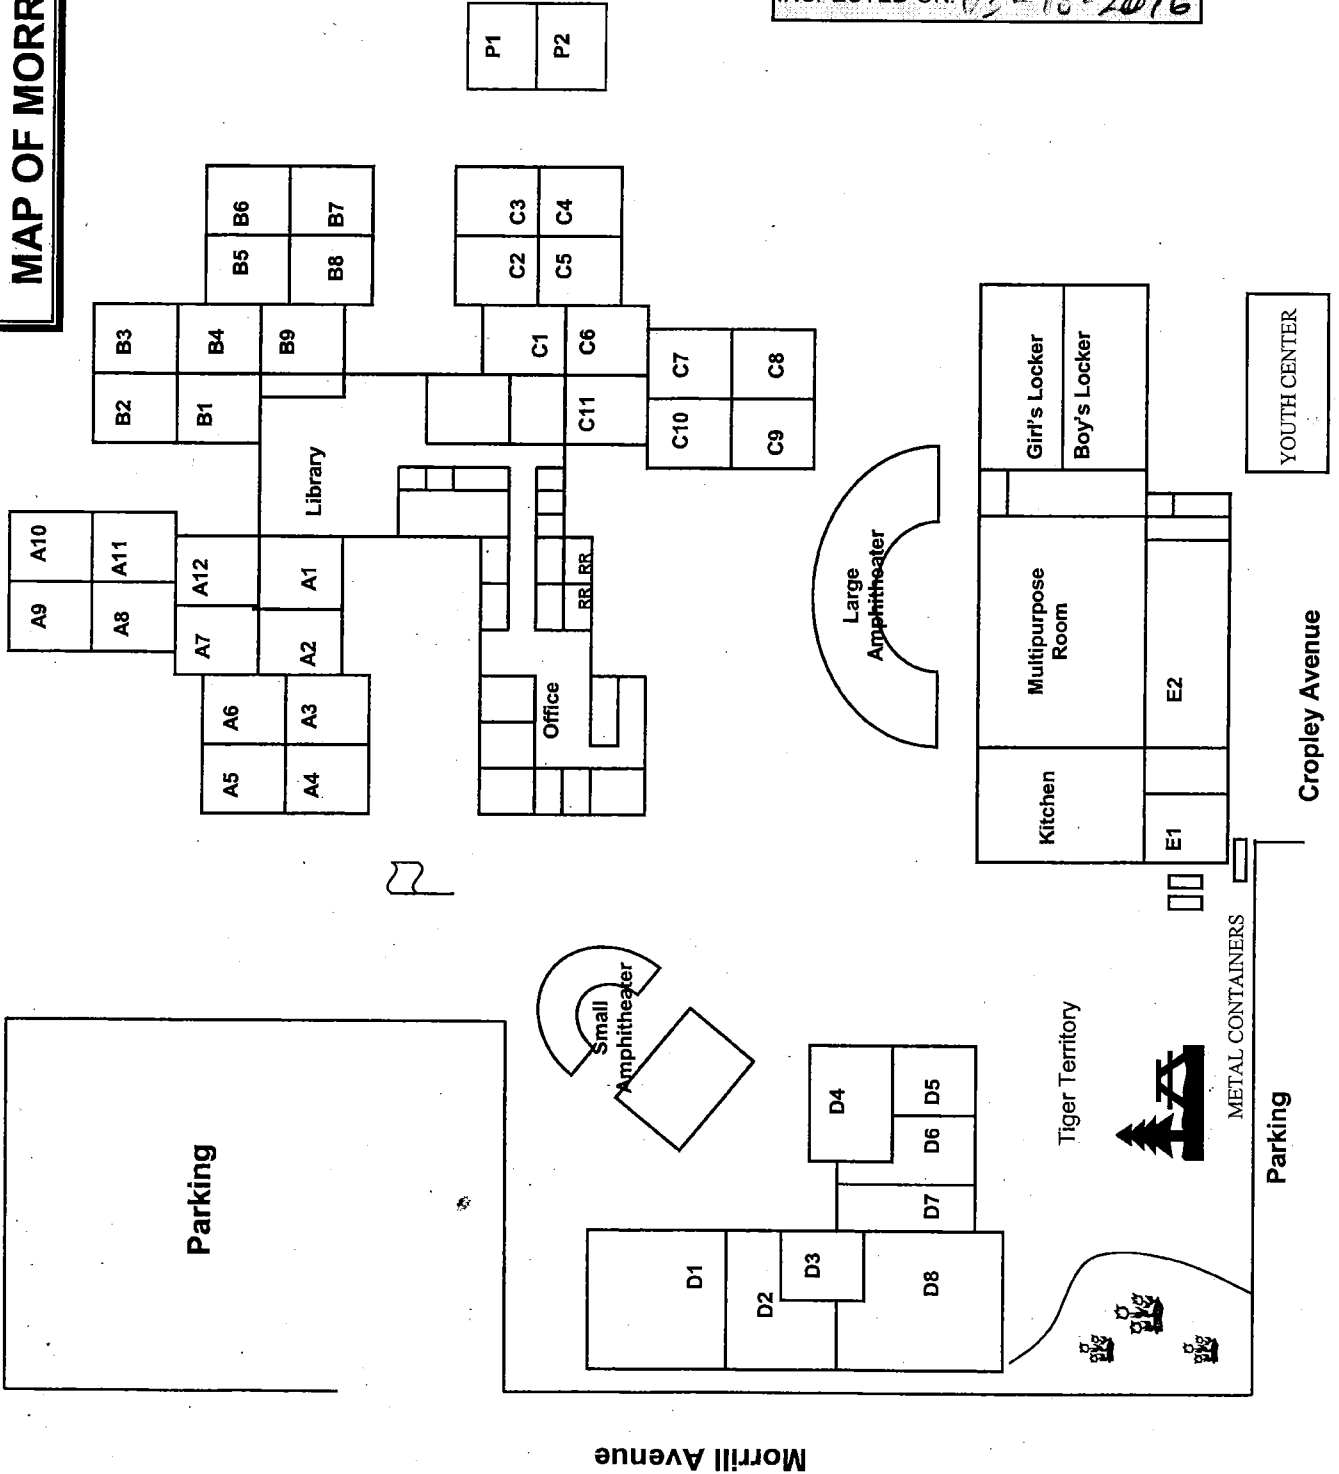 MAP OF MORR
INSPECTED ON:
P1
P2
B6
B7
B5
B8
C3
C4
C2
C5
B3
B4
B9
B2
B1
C1
C6
C7
C8
C11
C10
C9
Library
A10
A11
A9
A8
A12
A1
A7
A2
A6
A3
A5
A4
RR
RR
Office
Large
Amphitheater
Girl's Locker
Boy's Locker
YOUTH CENTER
Multipurpose
Room
E2
Kitchen
E1
Cropley Avenue
Small
Amphitheater
METAL CONTAINERS
Tiger Territory
Parking
Parking
D4
D5
D6
D7
D1
D2
D3
D8
Morrill Avenue